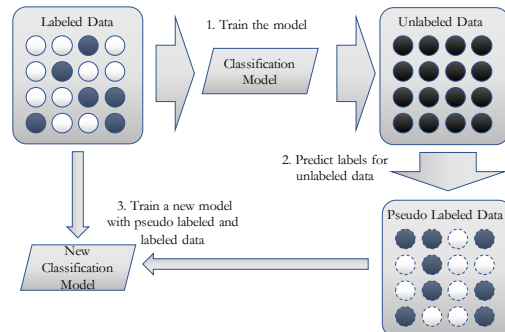 Labeled Data
1. Train the model
Unlabeled Data
Classification
Model
2. Predict labels for
unlabeled data
3. Train a new model
with pseudo labeled and
labeled data
Pseudo Labeled Data
New
Classification
Model